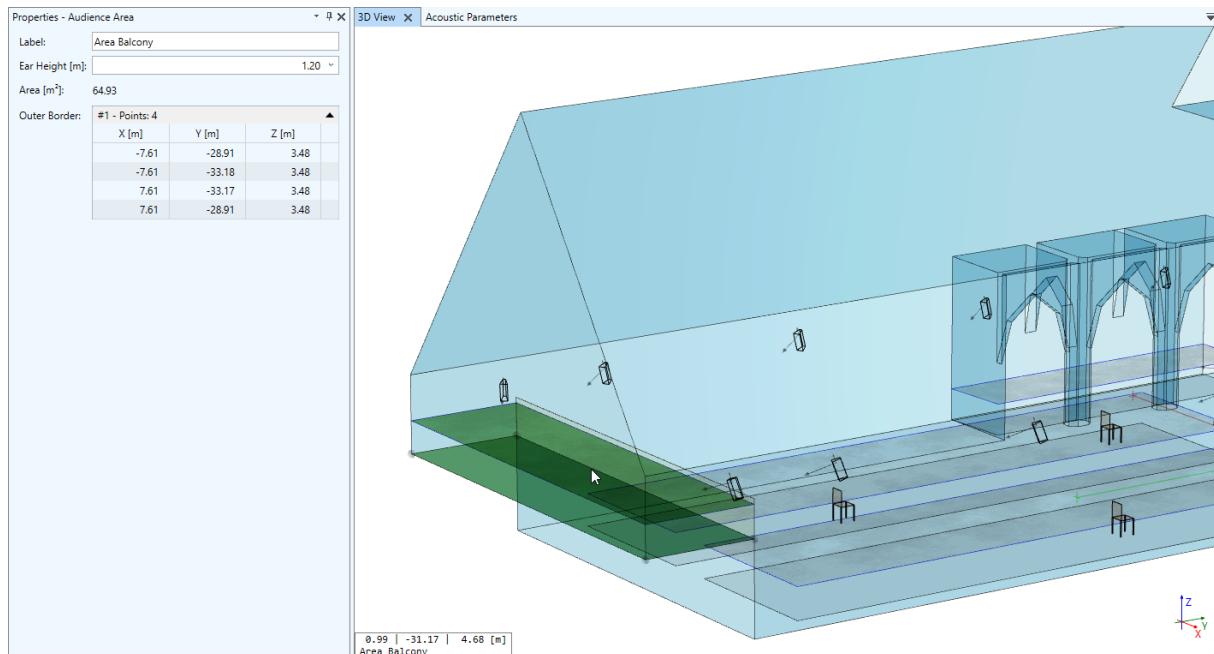 Properties - Audience Area
3D View
Acoustic Parameters
Label: Area Balcony
Ear Height [m]: 1.20
Area [m²]: 64.93
Outer Border: #1 - Points: 4
X [m] Y [m] Z [m]
-7.61 -28.91 3.48
-7.61 -33.18 3.48
7.61 -33.17 3.48
7.61 -28.91 3.48
Z
Y
X
0.99 | -31.17 | 4.68 [m]
Area Balcony